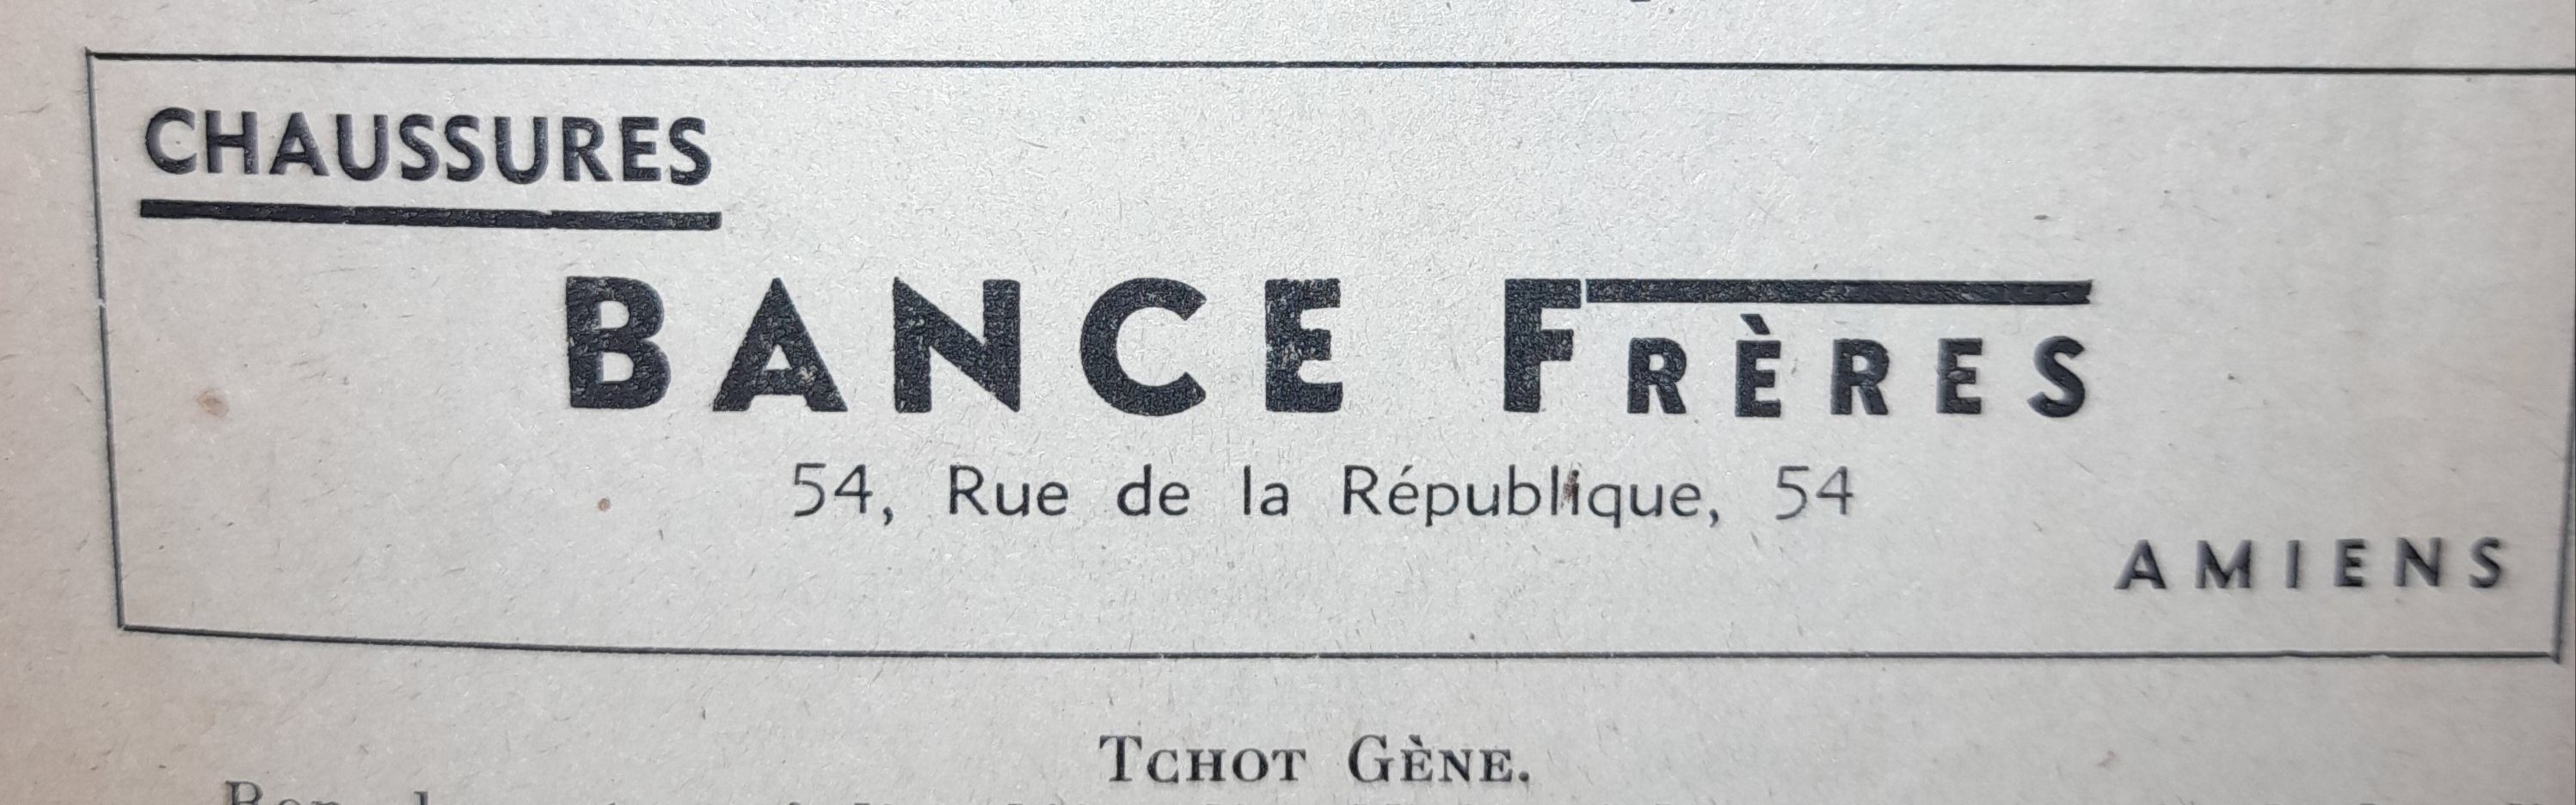 CHAUSSURES
BANCE FRÈRES
54, Rue de la République, 54
AMIENS
TCHOT GÈNE.